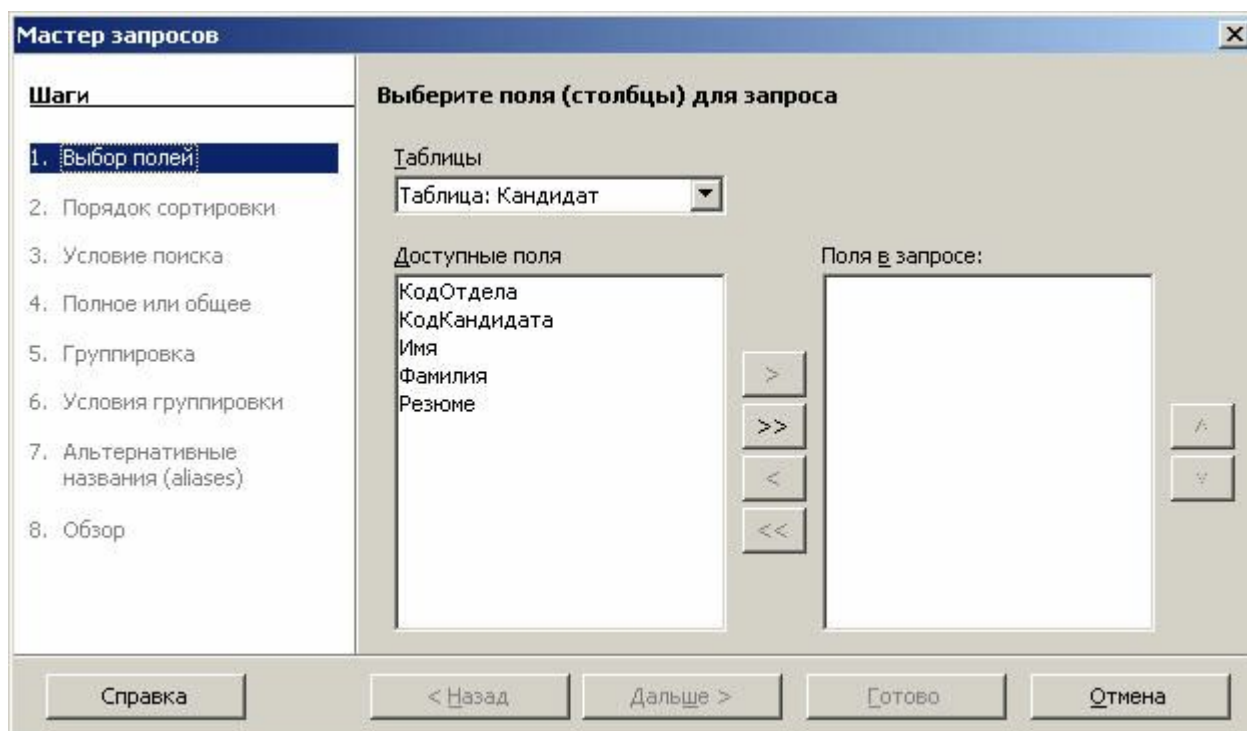 Мастер запросов
Шаги
1. Выбор полей
2. Порядок сортировки
3. Условие поиска
4. Полное или общее
5. Группировка
6. Условия группировки
7. Альтернативные
названия (aliases)
8. Обзор
Выберите поля (столбцы) для запроса
Таблицы
Таблица: Кандидат
Доступные поля
КодОтдела
КодКандидата
Имя
Фамилия
Резюме
>
>>
<
<<
Поля в запросе:
Справка
< Назад
Дальше >
Готово
Отмена